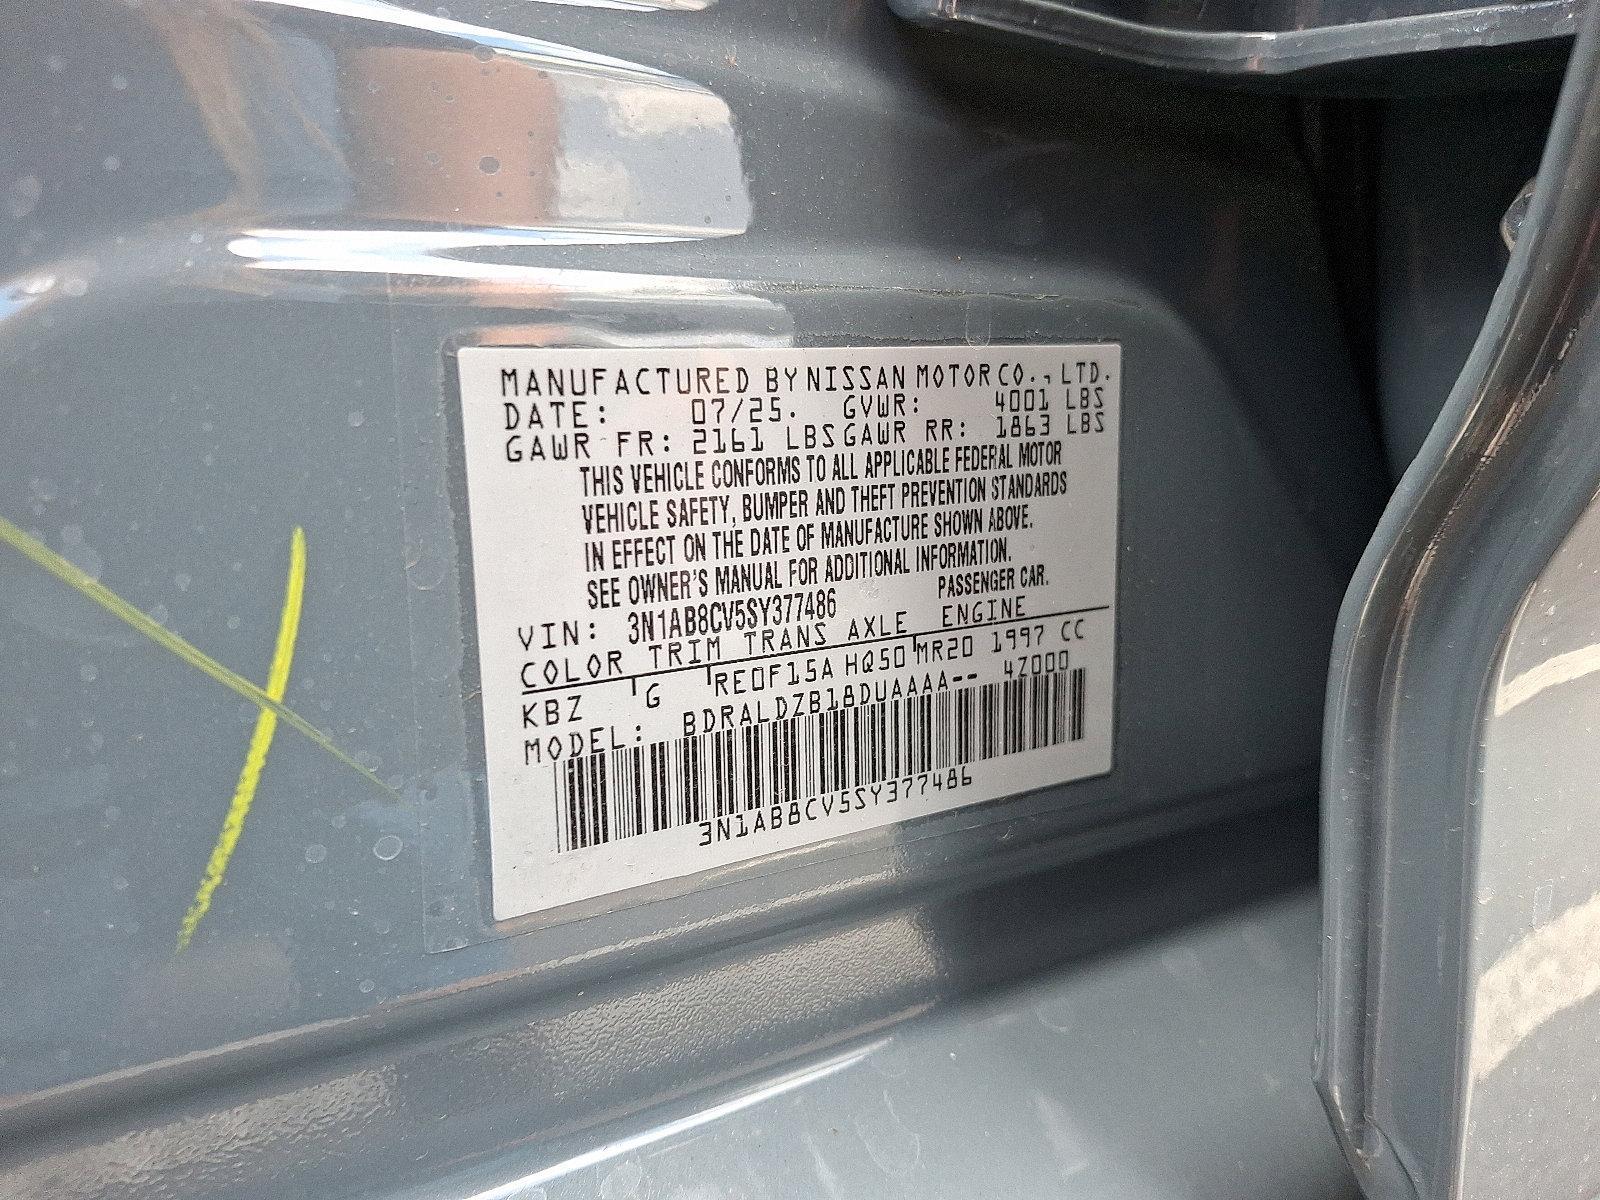 MANUFACTURED BY NISSAN MOTOR CO., LTD.
DATE: 07/25. GVWR: 4001 LBS
GAWR FR: 2161 LBS GAWR RR: 1863 LBS
THIS VEHICLE CONFORMS TO ALL APPLICABLE FEDERAL MOTOR
VEHICLE SAFETY, BUMPER AND THEFT PREVENTION STANDARDS
IN EFFECT ON THE DATE OF MANUFACTURE SHOWN ABOVE.
SEE OWNER'S MANUAL FOR ADDITIONAL INFORMATION.
VIN: 3N1AB8CV5SY377486 PASSENGER CAR.
COLOR TRIM TRANS AXLE ENGINE
KBZ G RE0F15A HQ50 MR20 1997 CC
MODEL: BDRALDZB18DUAAAA-- 4Z000
3N1AB8CV5SY377486